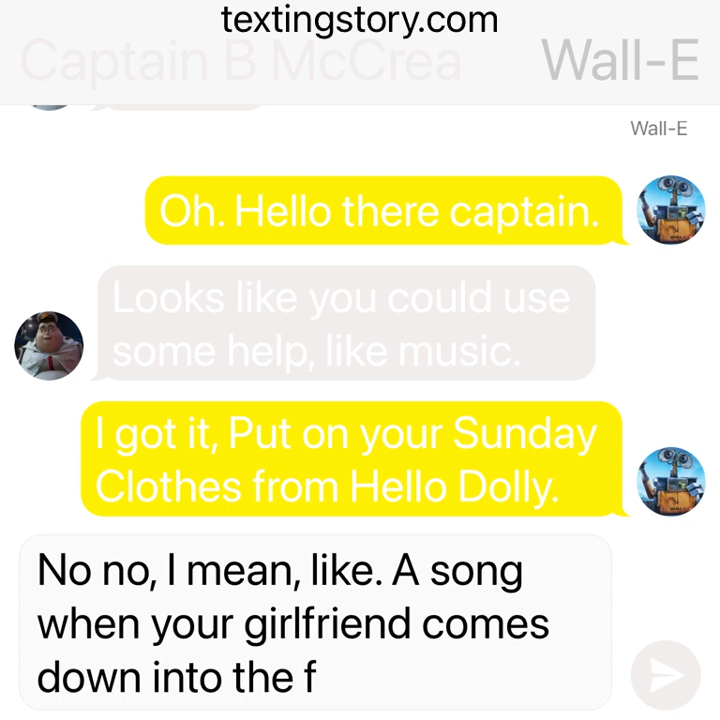 textingstory.com
Captain B McCrea
Wall-E
Wall-E
Oh. Hello there captain.
Looks like you could use
some help, like music.
I got it, Put on your Sunday
Clothes from Hello Dolly.
No no, I mean, like. A song
when your girlfriend comes
down into the f